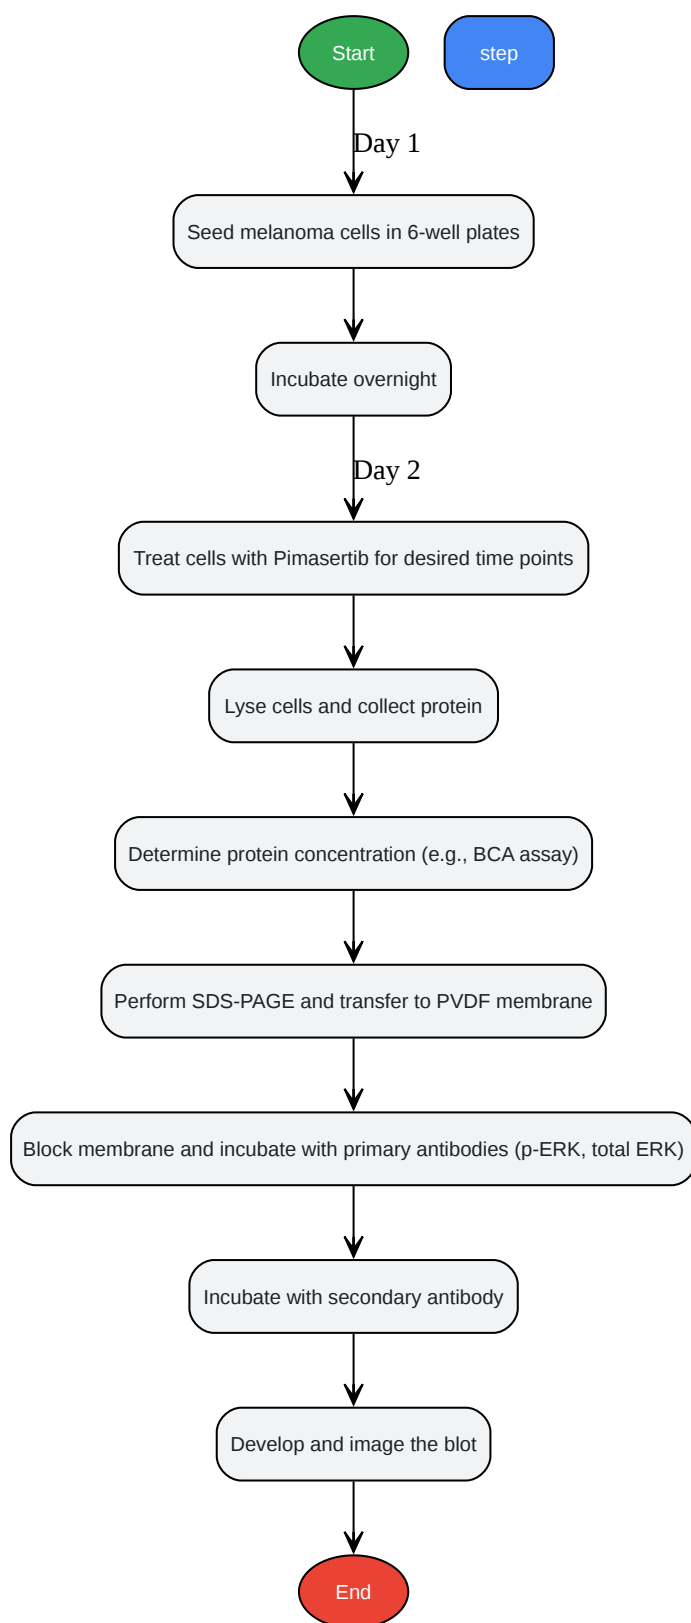 Start
step
Day 1
Seed melanoma cells in 6-well plates
Incubate overnight
Day 2
Treat cells with Pimasertib for desired time points
Lyse cells and collect protein
Determine protein concentration (e.g., BCA assay)
Perform SDS-PAGE and transfer to PVDF membrane
Block membrane and incubate with primary antibodies (p-ERK, total ERK)
Incubate with secondary antibody
Develop and image the blot
End